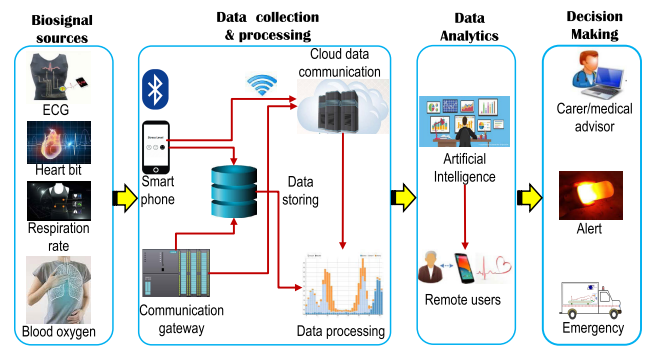 Biosignal
sources
ECG
Heart bit
Respiration
rate
Blood oxygen
Data collection
& processing
Cloud data
communication
Smart
phone
Data
storing
Communication
gateway
Data processing
Data
Analytics
Artificial
Intelligence
Remote users
Decision
Making
Carer/medical
advisor
Alert
Emergency